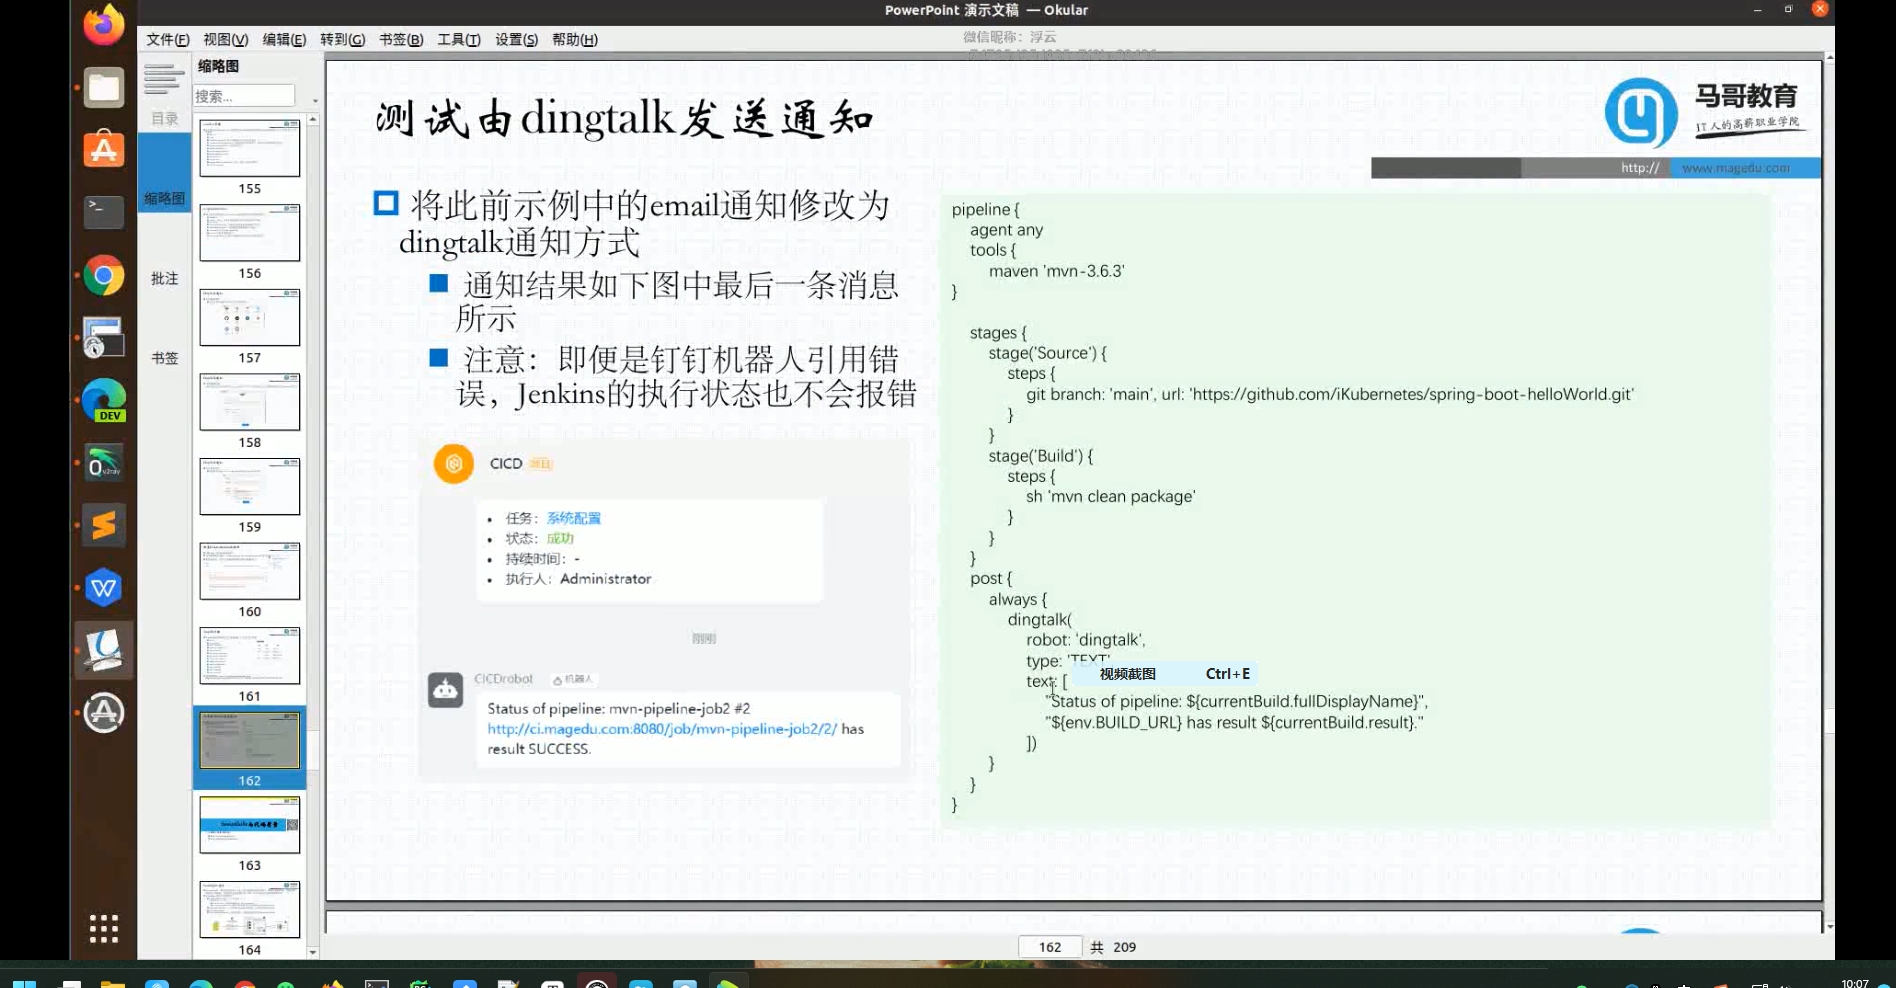 PowerPoint 演示文稿 — Okular
文件(F) 视图(V) 编辑(E) 转到(G) 书签(B) 工具(T) 设置(S) 帮助(H)
微信昵称：浮云
缩略图
搜索...
目录
缩略图
批注
书签
155
156
157
158
159
160
161
162
163
164
DEV
测试由dingtalk发送通知
马哥教育
IT人的高薪职业学院
http://
www.magedu.com
将此前示例中的email通知修改为
dingtalk通知方式
通知结果如下图中最后一条消息
所示
注意：即便是钉钉机器人引用错
误，Jenkins的执行状态也不会报错
CICD 项目
任务：系统配置
状态：成功
持续时间：-
执行人：Administrator
刚刚
CICDrobot 机器人
Status of pipeline: mvn-pipeline-job2 #2
http://ci.magedu.com:8080/job/mvn-pipeline-job2/2/ has
result SUCCESS.
pipeline {
agent any
tools {
maven 'mvn-3.6.3'
}
stages {
stage('Source') {
steps {
git branch: 'main', url: 'https://github.com/iKubernetes/spring-boot-helloWorld.git'
}
}
stage('Build') {
steps {
sh 'mvn clean package'
}
}
}
post {
always {
dingtalk(
robot: 'dingtalk',
type: 'TEXT'
视频截图 Ctrl+E
text: [
"Status of pipeline: ${currentBuild.fullDisplayName}",
"${env.BUILD_URL} has result ${currentBuild.result}."
])
}
}
}
162 共 209
10:07